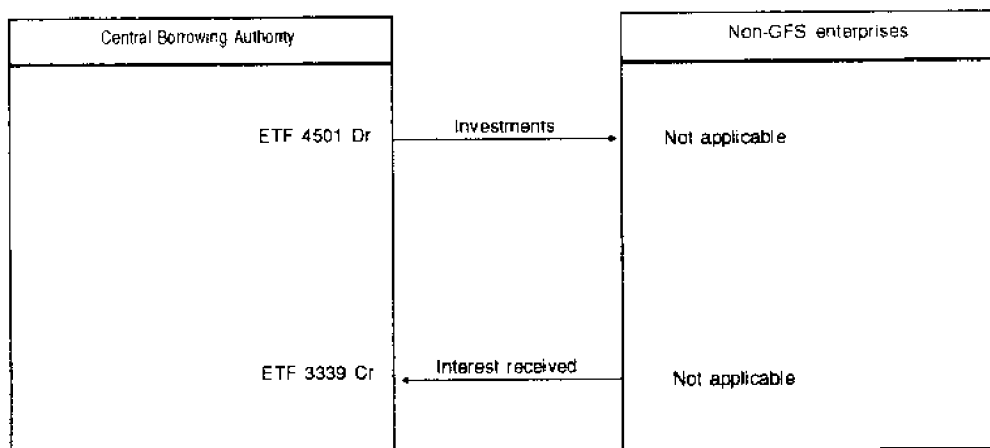 Central Borrowing Authority
Non-GFS enterprises
ETF 4501 Dr
Investments
Not applicable
ETF 3339 Cr
Interest received
Not applicable